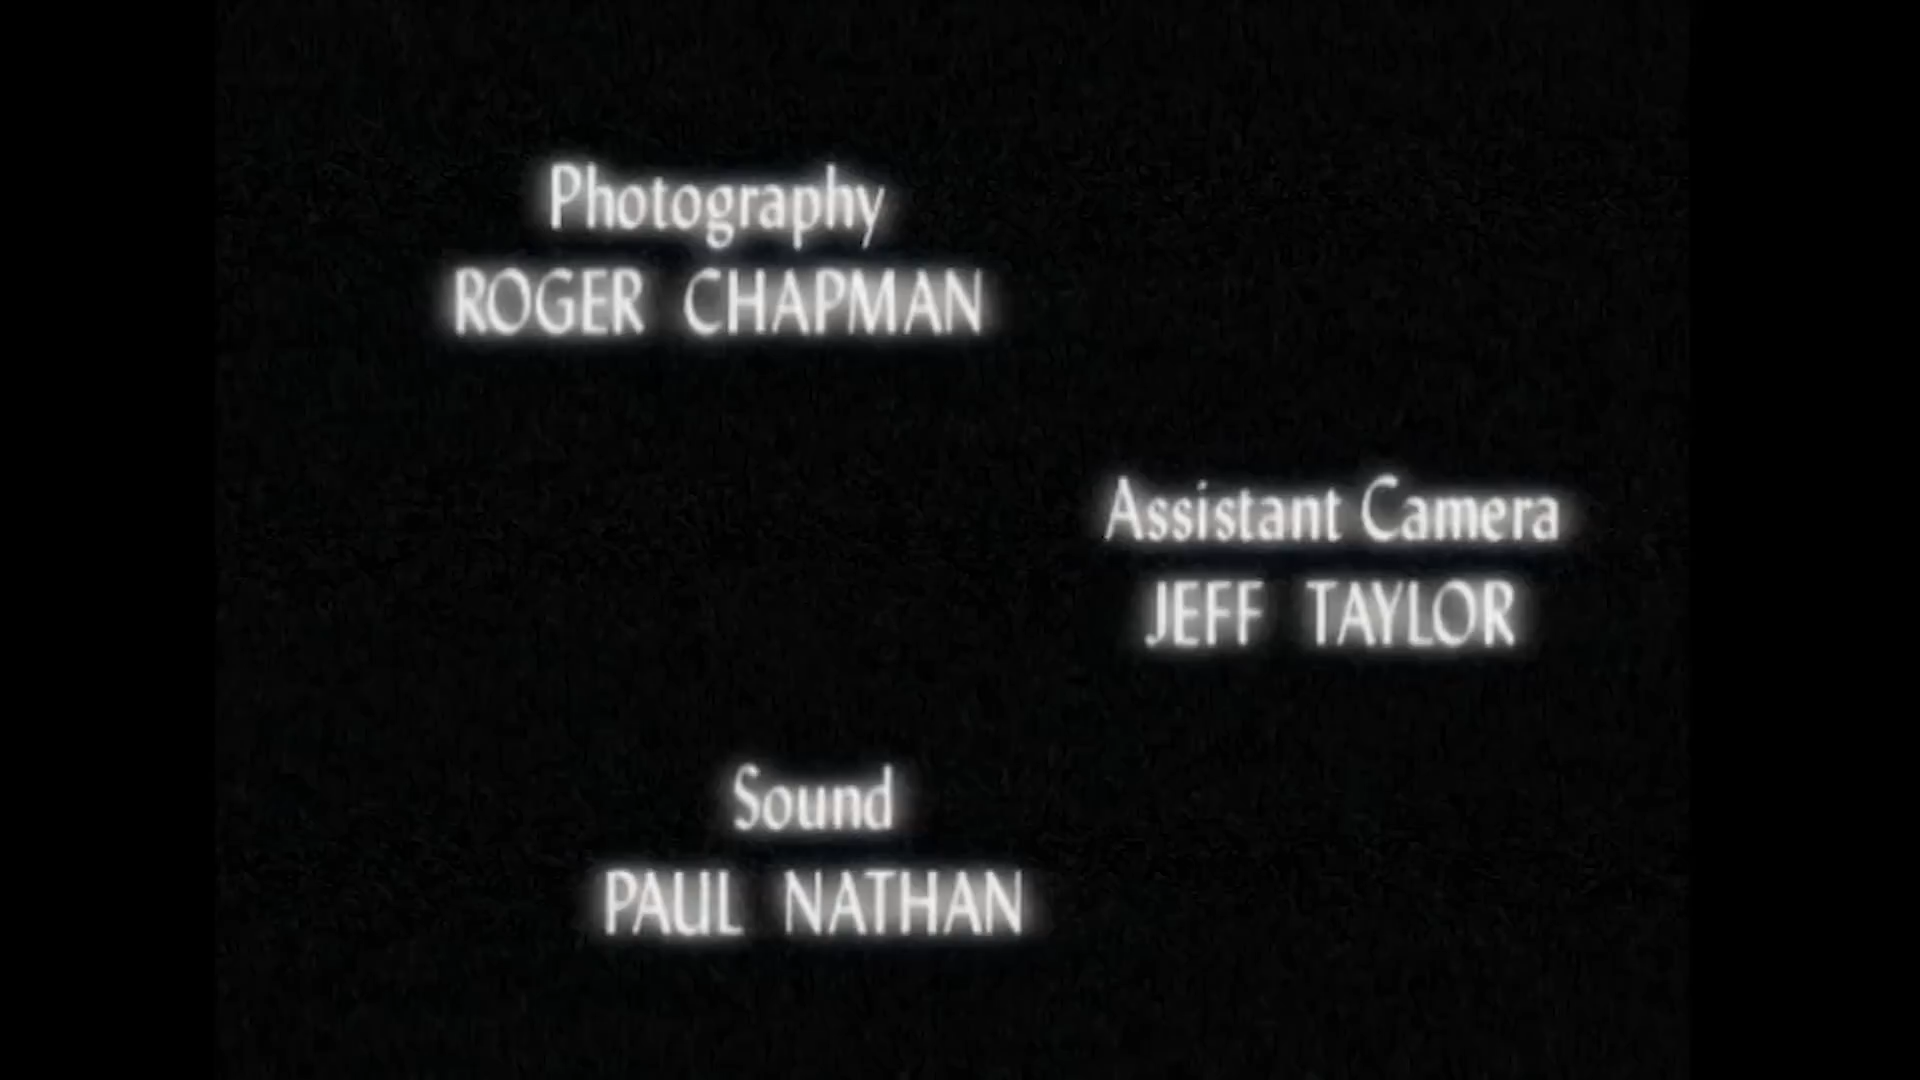 Photography
ROGER CHAPMAN
Assistant Camera
JEFF TAYLOR
Sound
PAUL NATHAN